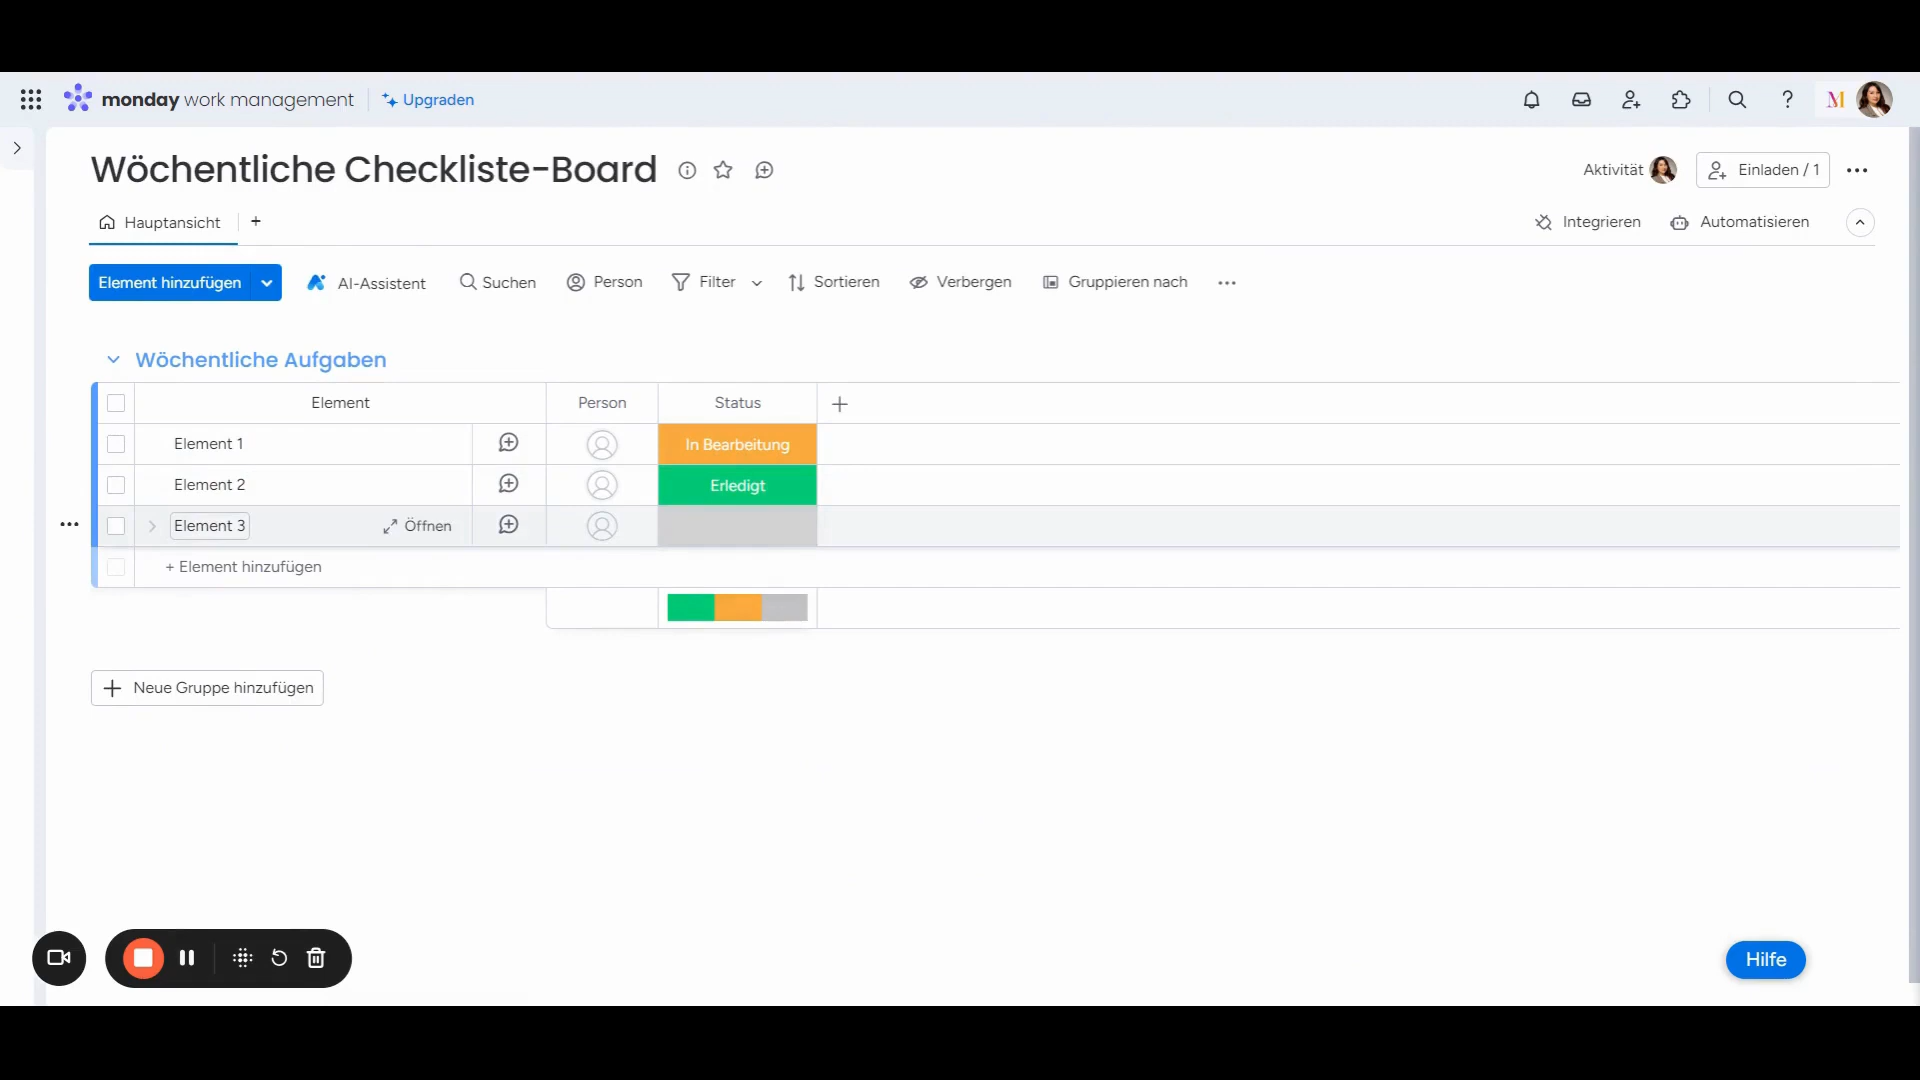 monday work management Upgraden M
Wöchentliche Checkliste-Board Aktivität Einladen / 1
Hauptansicht + Integrieren Automatisieren
Element hinzufügen AI-Assistent Suchen Person Filter Sortieren Verbergen Gruppieren nach
Wöchentliche Aufgaben
Element Person Status
Element 1 In Bearbeitung
Element 2 Erledigt
Element 3 Öffnen
+ Element hinzufügen
Neue Gruppe hinzufügen
Hilfe